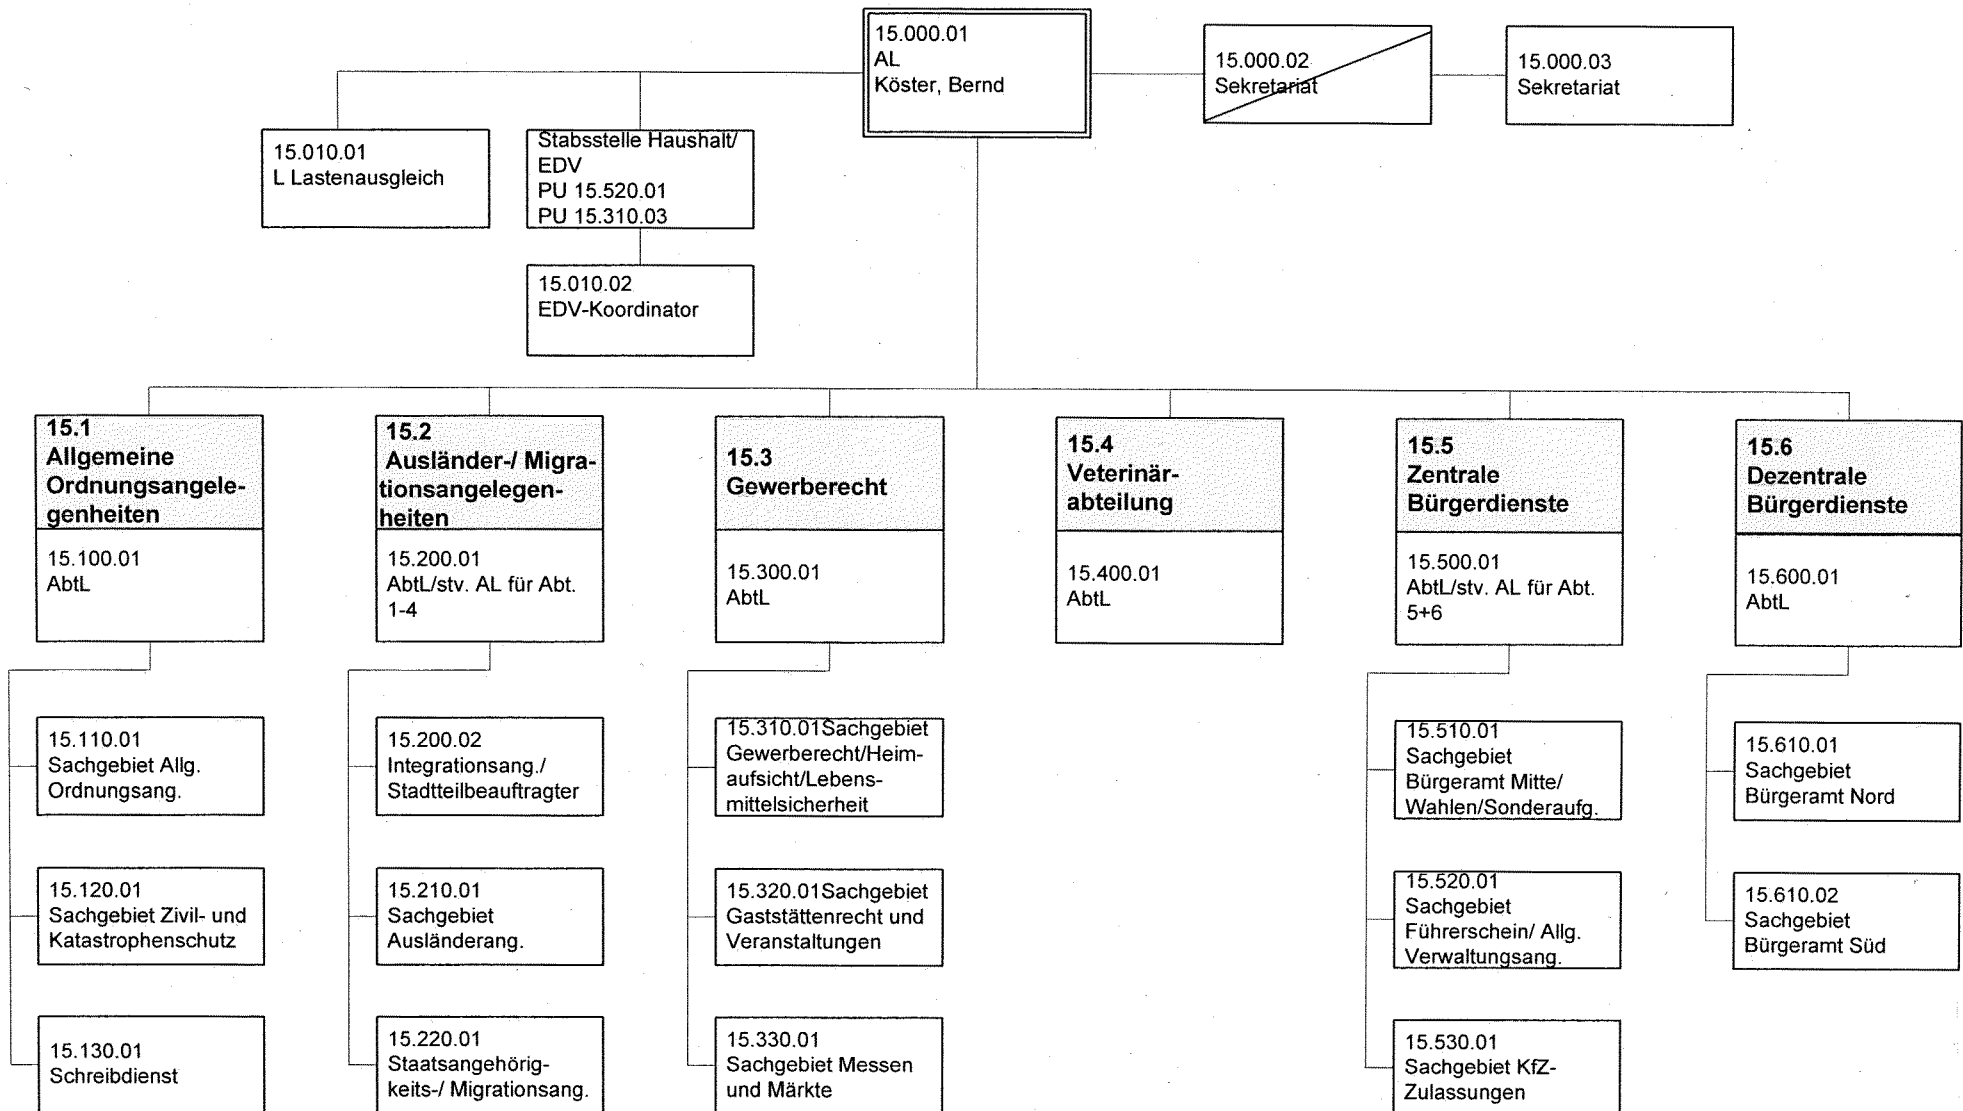 15.000.01
AL
Köster, Bernd
15.000.02
Sekretariat
15.000.03
Sekretariat
15.010.01
L Lastenausgleich
Stabsstelle Haushalt/
EDV
PU 15.520.01
PU 15.310.03
15.010.02
EDV-Koordinator
15.1
Allgemeine
Ordnungsangele-
genheiten
15.100.01
AbtL
15.110.01
Sachgebiet Allg.
Ordnungsang.
15.120.01
Sachgebiet Zivil- und
Katastrophenschutz
15.130.01
Schreibdienst
15.2
Ausländer-/ Migra-
tionsangelegen-
heiten
15.200.01
AbtL/stv. AL für Abt.
1-4
15.200.02
Integrationsang./
Stadtteilbeauftragter
15.210.01
Sachgebiet
Ausländerang.
15.220.01
Staatsangehörig-
keits-/ Migrationsang.
15.3
Gewerberecht
15.300.01
AbtL
15.310.01Sachgebiet
Gewerberecht/Heim-
aufsicht/Lebens-
mittelsicherheit
15.320.01Sachgebiet
Gaststättenrecht und
Veranstaltungen
15.330.01
Sachgebiet Messen
und Märkte
15.4
Veterinär-
abteilung
15.400.01
AbtL
15.5
Zentrale
Bürgerdienste
15.500.01
AbtL/stv. AL für Abt.
5+6
15.510.01
Sachgebiet
Bürgeramt Mitte/
Wahlen/Sonderaufg.
15.520.01
Sachgebiet
Führerschein/ Allg.
Verwaltungsang.
15.530.01
Sachgebiet KfZ-
Zulassungen
15.6
Dezentrale
Bürgerdienste
15.600.01
AbtL
15.610.01
Sachgebiet
Bürgeramt Nord
15.610.02
Sachgebiet
Bürgeramt Süd